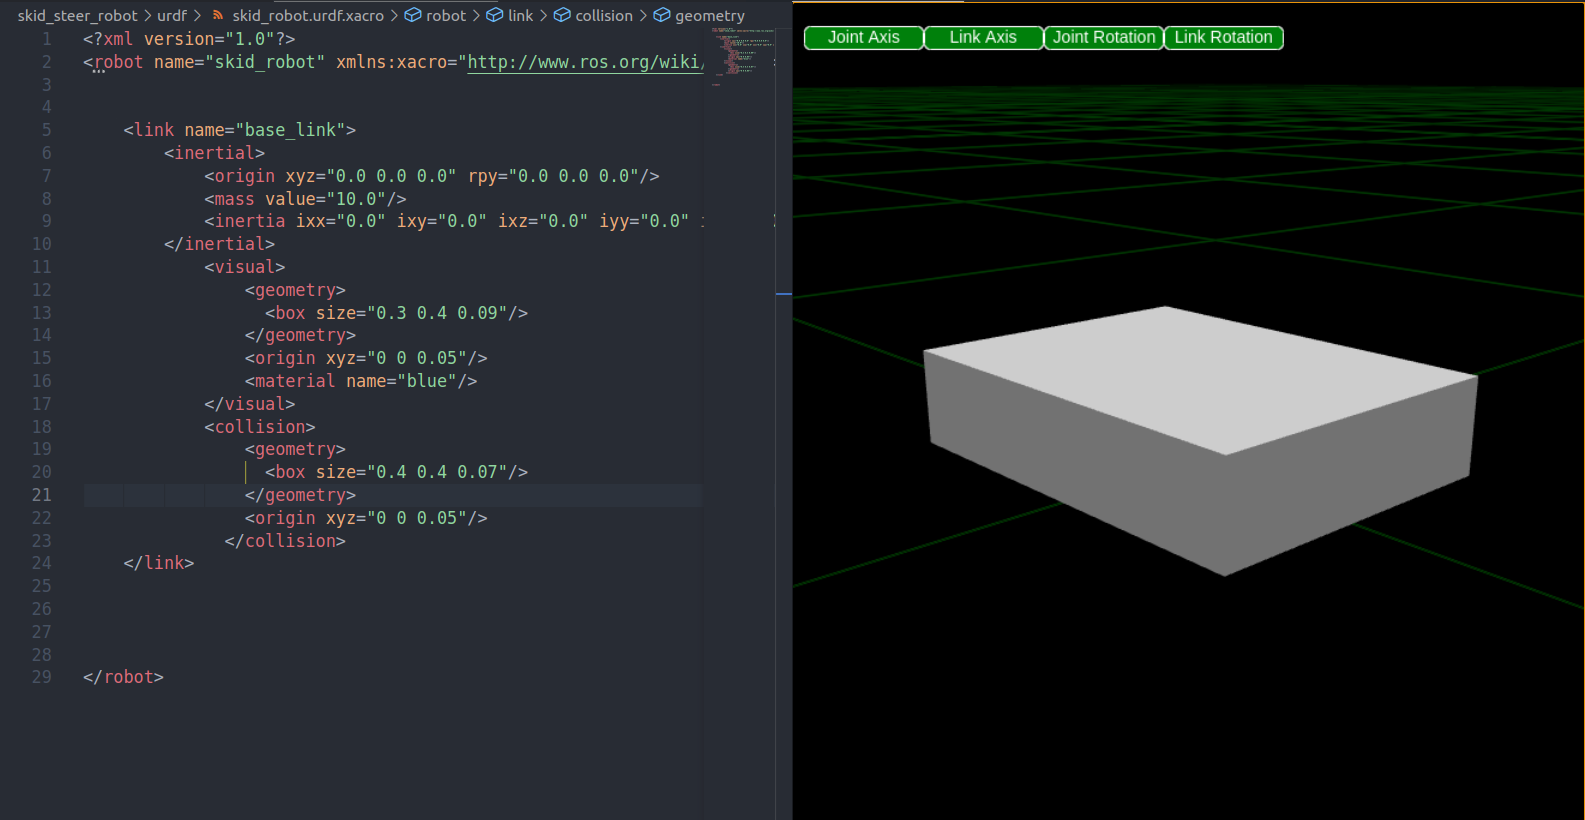 skid_steer_robot > urdf > skid_robot.urdf.xacro > robot > link > collision > geometry
1 <?xml version="1.0"?>
2 <robot name="skid_robot" xmlns:xacro="http://www.ros.org/wiki/
3
4
5 <link name="base_link">
6 <inertial>
7 <origin xyz="0.0 0.0 0.0" rpy="0.0 0.0 0.0"/>
8 <mass value="10.0"/>
9 <inertia ixx="0.0" ixy="0.0" ixz="0.0" iyy="0.0"
10 </inertial>
11 <visual>
12 <geometry>
13 <box size="0.3 0.4 0.09"/>
14 </geometry>
15 <origin xyz="0 0 0.05"/>
16 <material name="blue"/>
17 </visual>
18 <collision>
19 <geometry>
20 <box size="0.4 0.4 0.07"/>
21 </geometry>
22 <origin xyz="0 0 0.05"/>
23 </collision>
24 </link>
25
26
27
28
29 </robot>
Joint Axis Link Axis Joint Rotation Link Rotation